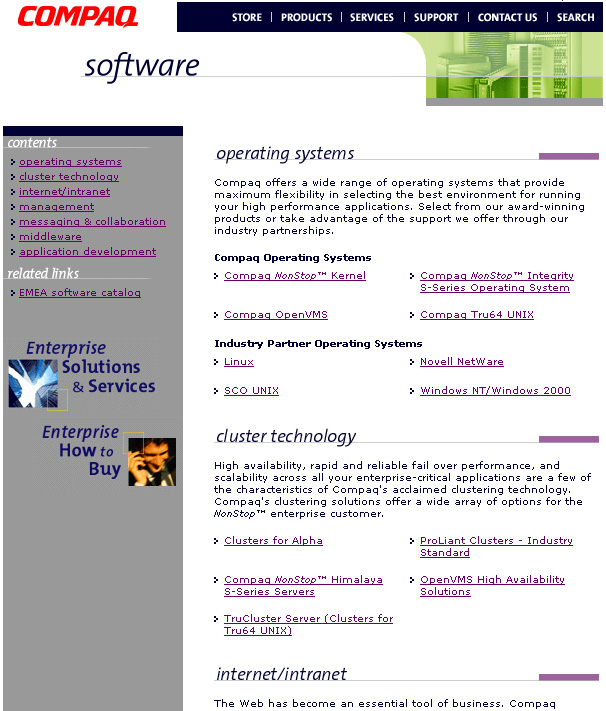 COMPAQ
STORE | PRODUCTS | SERVICES | SUPPORT | CONTACT US | SEARCH
software
contents
operating systems
cluster technology
internet/intranet
management
messaging & collaboration
middleware
application development
related links
EMEA software catalog
Enterprise
Solutions
& Services
Enterprise
How to
Buy
operating systems
Compaq offers a wide range of operating systems that provide
maximum flexibility in selecting the best environment for running
your high performance applications. Select from our award-winning
products or take advantage of the support we offer through our
industry partnerships.
Compaq Operating Systems
Compaq NonStop™ Kernel
Compaq NonStop™ Integrity
S-Series Operating System
Compaq OpenVMS
Compaq Tru64 UNIX
Industry Partner Operating Systems
Linux
Novell NetWare
SCO UNIX
Windows NT/Windows 2000
cluster technology
High availability, rapid and reliable fail over performance, and
scalability across all your enterprise-critical applications are a few of
the characteristics of Compaq's acclaimed clustering technology.
Compaq's clustering solutions offer a wide array of options for the
NonStop™ enterprise customer.
Clusters for Alpha
ProLiant Clusters - Industry
Standard
Compaq NonStop™ Himalaya
S-Series Servers
OpenVMS High Availability
Solutions
TruCluster Server (Clusters for
Tru64 UNIX)
internet/intranet
The Web has become an essential tool of business. Compaq